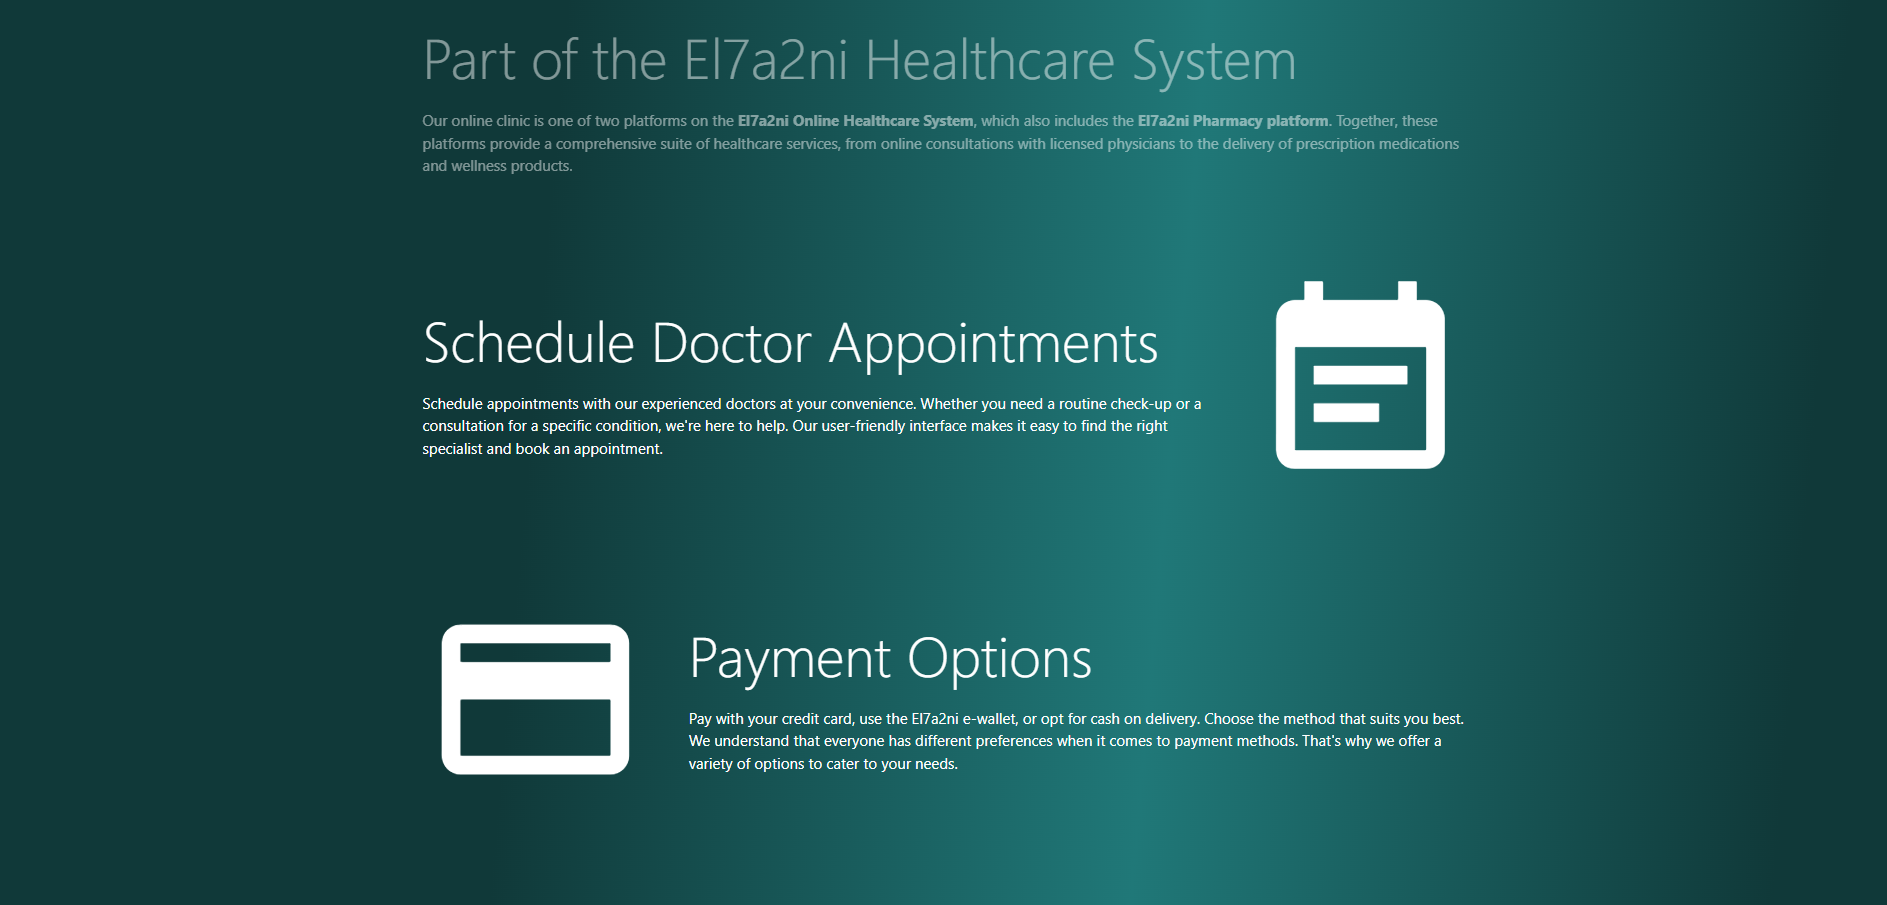 Part of the El7a2ni Healthcare System
Our online clinic is one of two platforms on the El7a2ni Online Healthcare System, which also includes the El7a2ni Pharmacy platform. Together, these
platforms provide a comprehensive suite of healthcare services, from online consultations with licensed physicians to the delivery of prescription medications
and wellness products.
Schedule Doctor Appointments
Schedule appointments with our experienced doctors at your convenience. Whether you need a routine check-up or a
consultation for a specific condition, we're here to help. Our user-friendly interface makes it easy to find the right
specialist and book an appointment.
Payment Options
Pay with your credit card, use the El7a2ni e-wallet, or opt for cash on delivery. Choose the method that suits you best.
We understand that everyone has different preferences when it comes to payment methods. That's why we offer a
variety of options to cater to your needs.